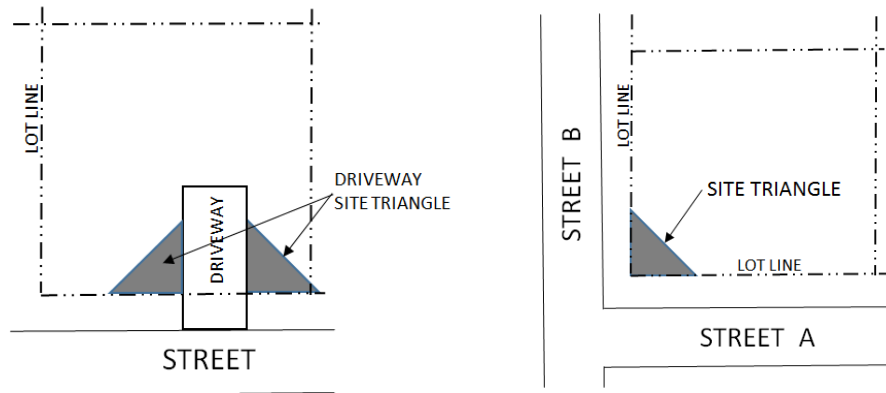 LOT LINE
DRIVEWAY
SITE TRIANGLE
DRIVEWAY
STREET
STREET B
LOT LINE
SITE TRIANGLE
LOT LINE
STREET A